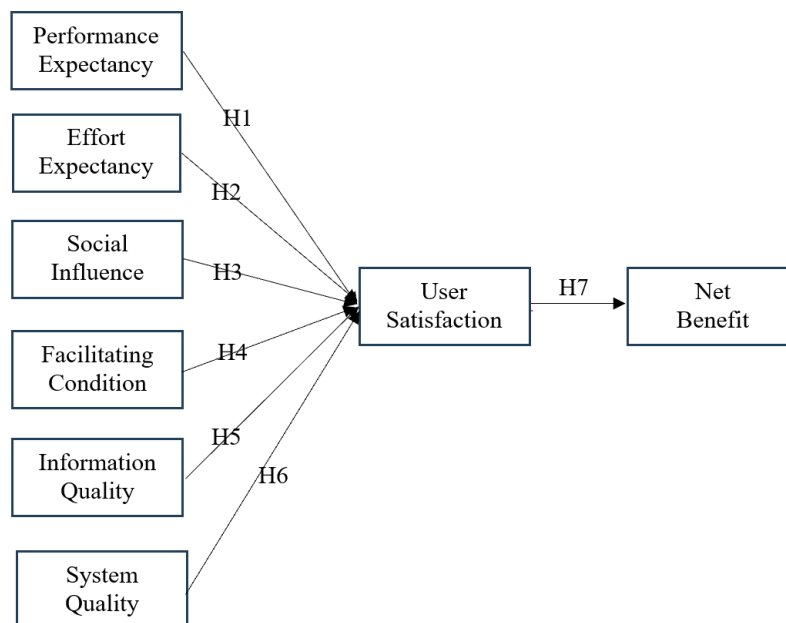 Performance
Expectancy
H1
Effort
Expectancy
H2
Social
Influence
H3
User
Satisfaction
H7
Net
Benefit
Facilitating
Condition
H4
Information
Quality
H5
H6
System
Quality